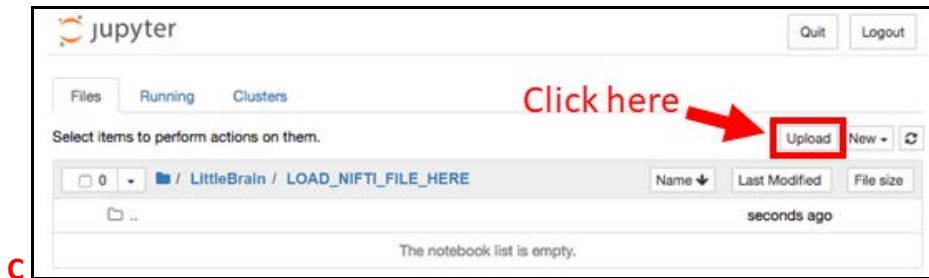 jupyter Quit Logout
Files Running Clusters Click here
Select items to perform actions on them. Upload New
0 / LittleBrain / LOAD_NIFTI_FILE_HERE Name Last Modified File size
.. seconds ago
The notebook list is empty.
C